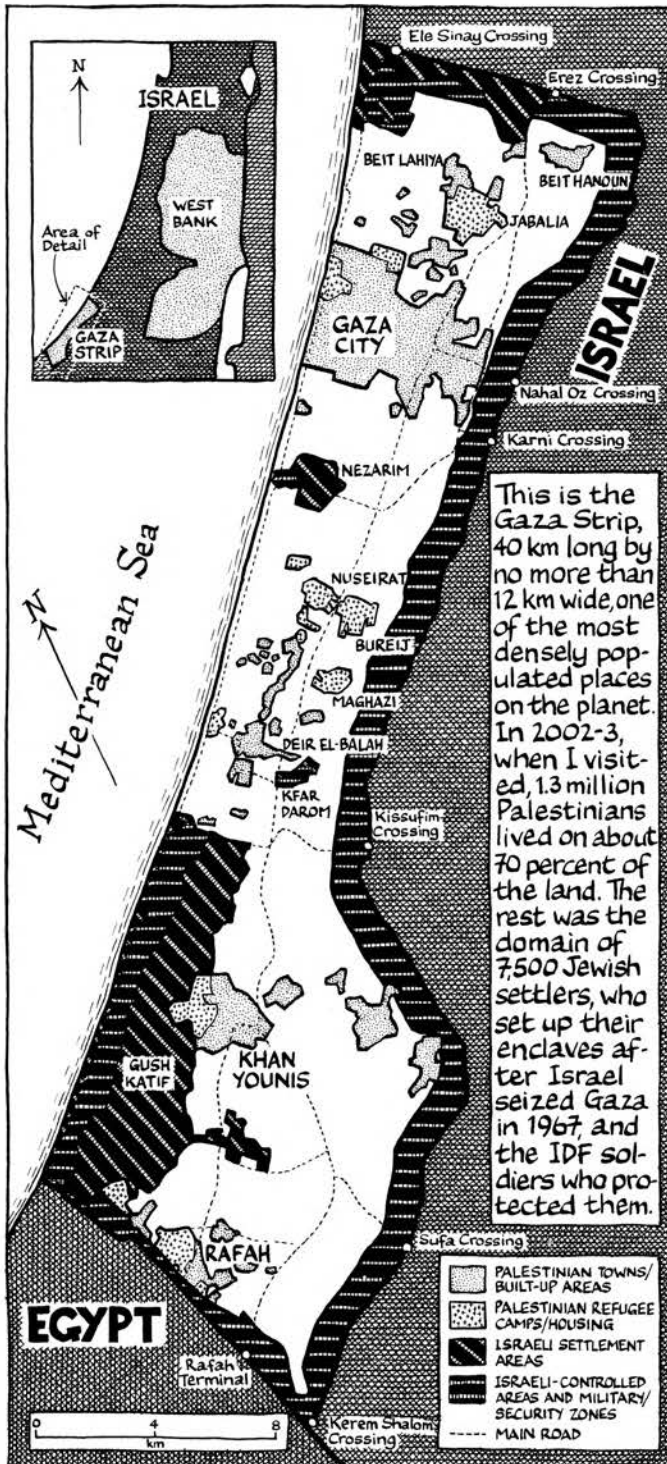 N
ISRAEL
WEST
BANK
Area of
Detail
GAZA
STRIP
Ele Sinay Crossing
Erez Crossing
BEIT LAHIYA
BEIT HANOUN
JABALIA
ISRAEL
GAZA
CITY
Nahal Oz Crossing
Karni Crossing
NEZARIM
Mediterranean Sea
N
NUSEIRAT
BUREIJ
MAGHAZI
DEIR EL-BALAH
KFAR
DAROM
Kissufim
Crossing
This is the
Gaza Strip,
40 km long by
no more than
12 km wide, one
of the most
densely pop-
ulated places
on the planet.
In 2002-3,
when I visit-
ed, 1.3 million
Palestinians
lived on about
70 percent of
the land. The
rest was the
domain of
7,500 Jewish
settlers, who
set up their
enclaves af-
ter Israel
seized Gaza
in 1967, and
the IDF sol-
diers who pro-
tected them.
GUSH
KATIF
KHAN
YOUNIS
RAFAH
Sufa Crossing
EGYPT
Rafah
Terminal
Kerem Shalom
Crossing
0 4 8
km
PALESTINIAN TOWNS/
BUILT-UP AREAS
PALESTINIAN REFUGEE
CAMPS/HOUSING
ISRAELI SETTLEMENT
AREAS
ISRAELI-CONTROLLED
AREAS AND MILITARY/
SECURITY ZONES
MAIN ROAD